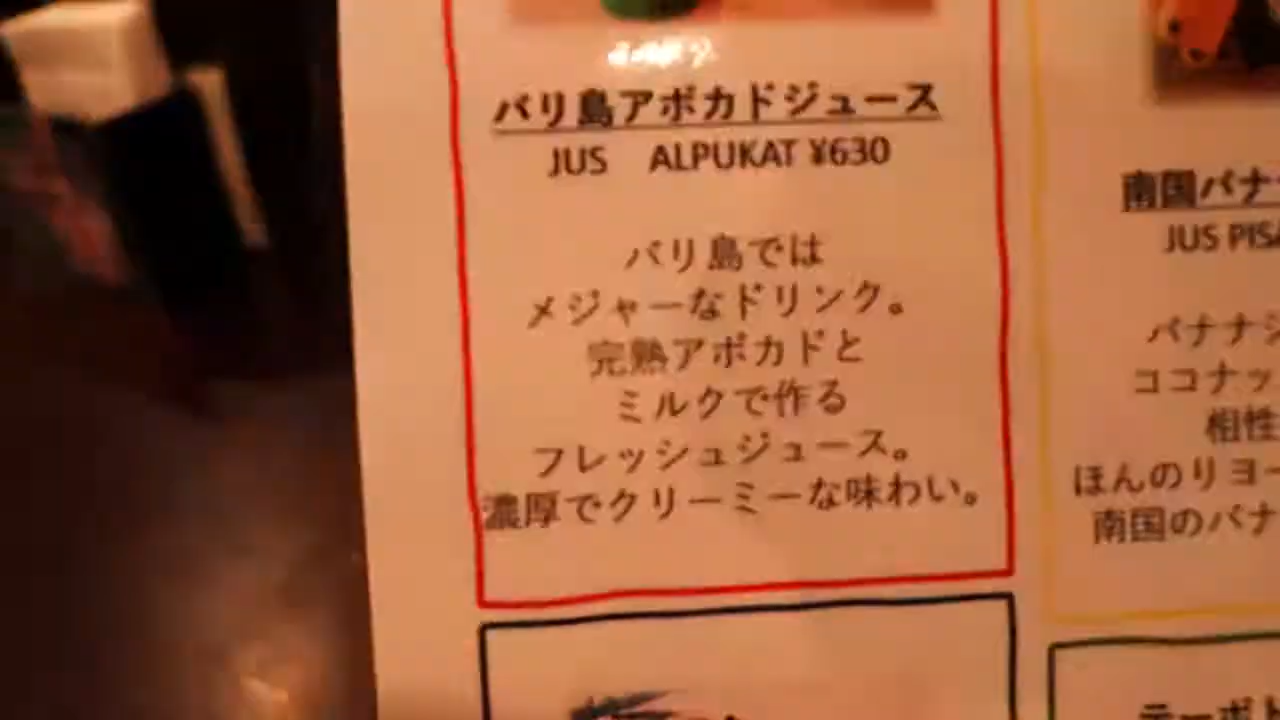 バリ島アボカドジュース
JUS ALPUKAT ¥630
バリ島では
メジャーなドリンク。
完熟アボカドと
ミルクで作る
フレッシュジュース。
濃厚でクリーミーな味わい。
南国バナ
JUS PISA
バナナジ
ココナッ
相性
ほんのりヨー
南国のバナ